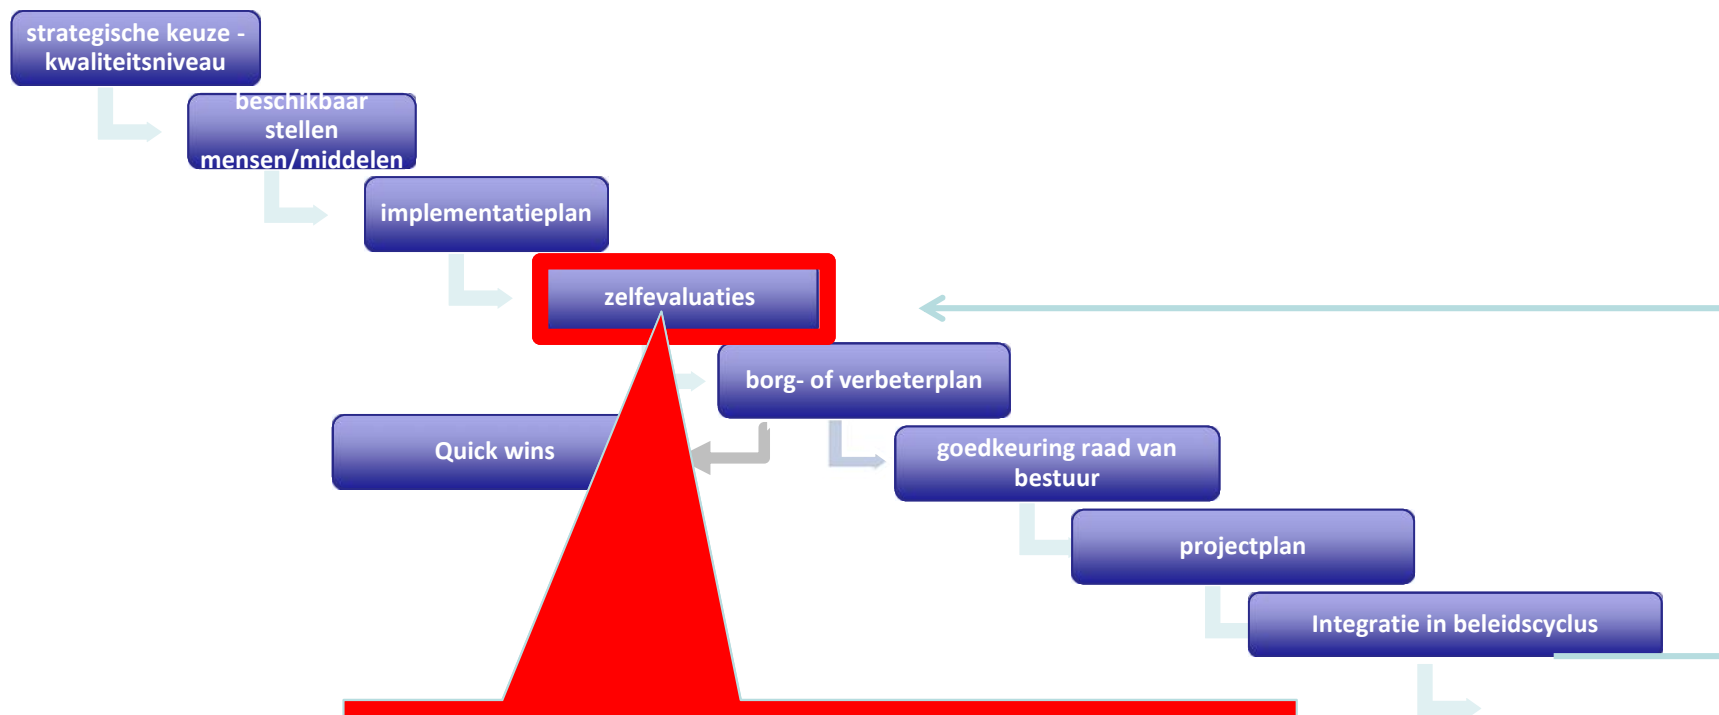 strategische keuze -
kwaliteitsniveau
beschikbaar
stellen
mensen/middelen
implementatieplan
zelfevaluaties
borg- of verbeterplan
Quick wins
goedkeuring raad van
bestuur
projectplan
Integratie in beleidscyclus